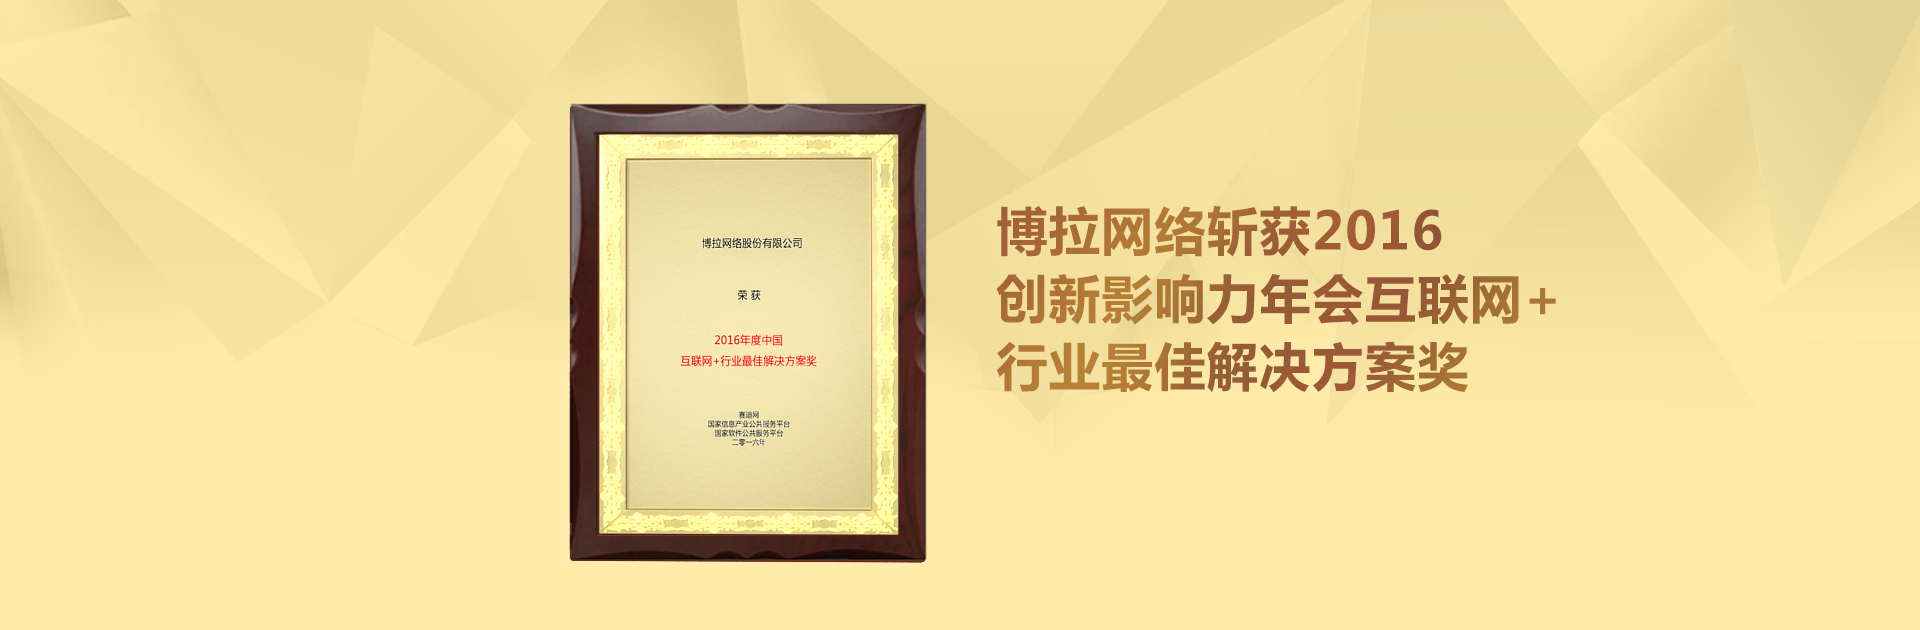 博拉网络股份有限公司
荣 获
2016年度中国
互联网+行业最佳解决方案奖
赛迪网
国家信息产业公共服务平台
国家软件公共服务平台
二零一六年
博拉网络斩获2016
创新影响力年会互联网+
行业最佳解决方案奖